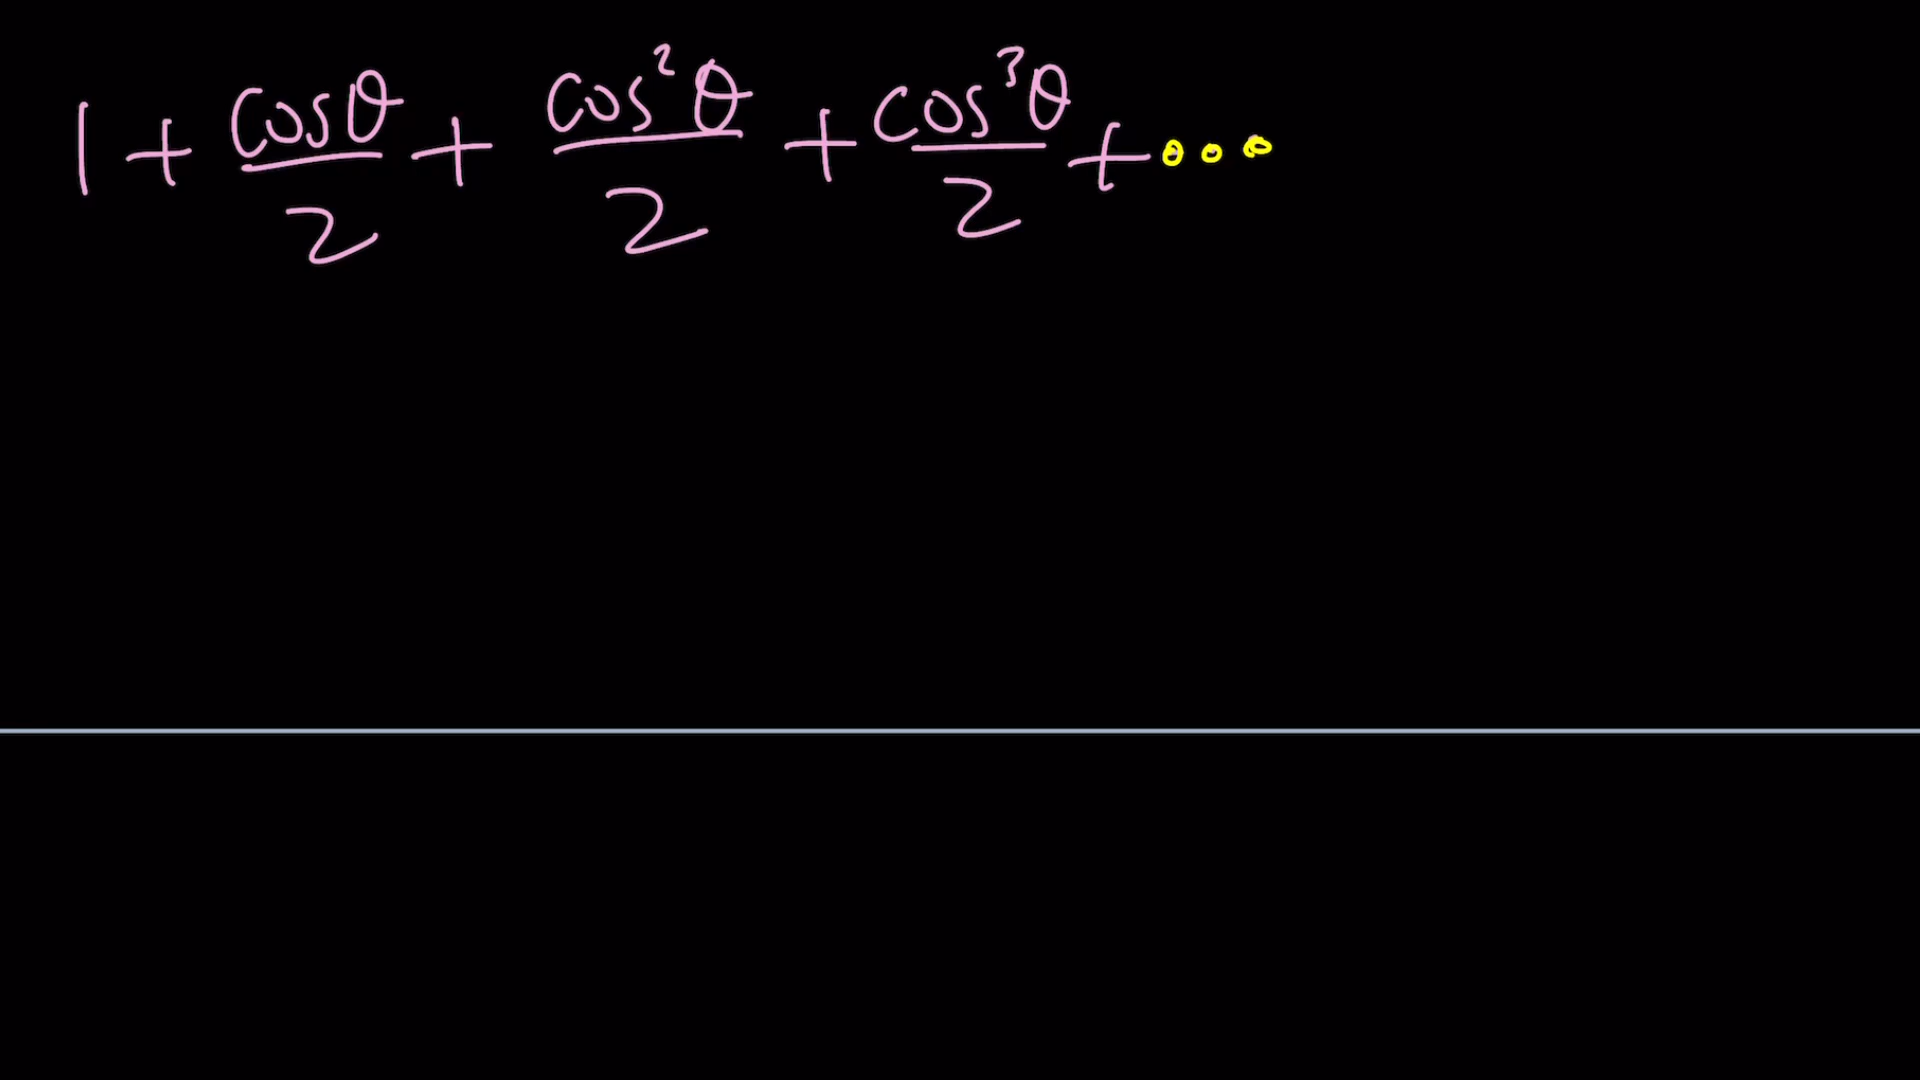 1 + cosθ/2 + cos²θ/2 + cos³θ/2 + ...